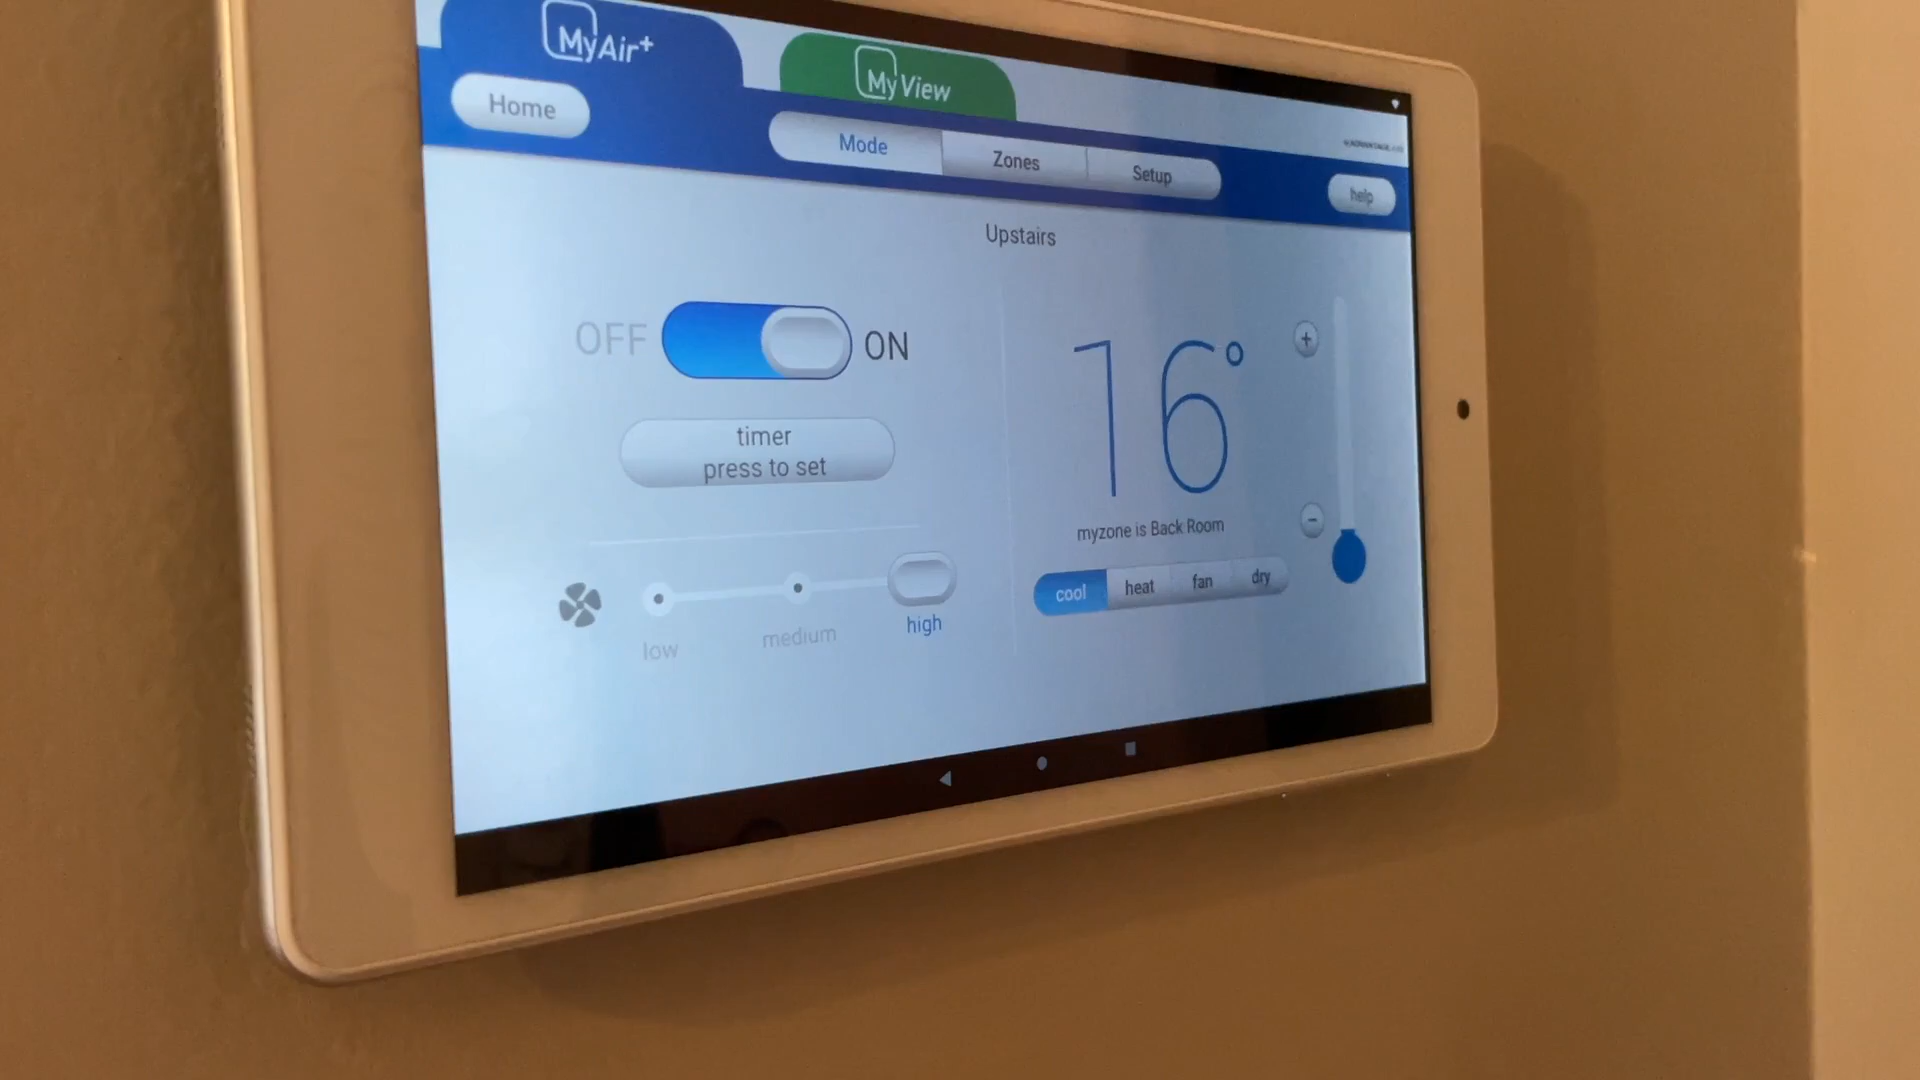 MyAir+
MyView
Home
Mode Zones Setup
help
Upstairs
OFF ON
16°
timer
press to set
myzone is Back Room
cool heat fan dry
low medium high